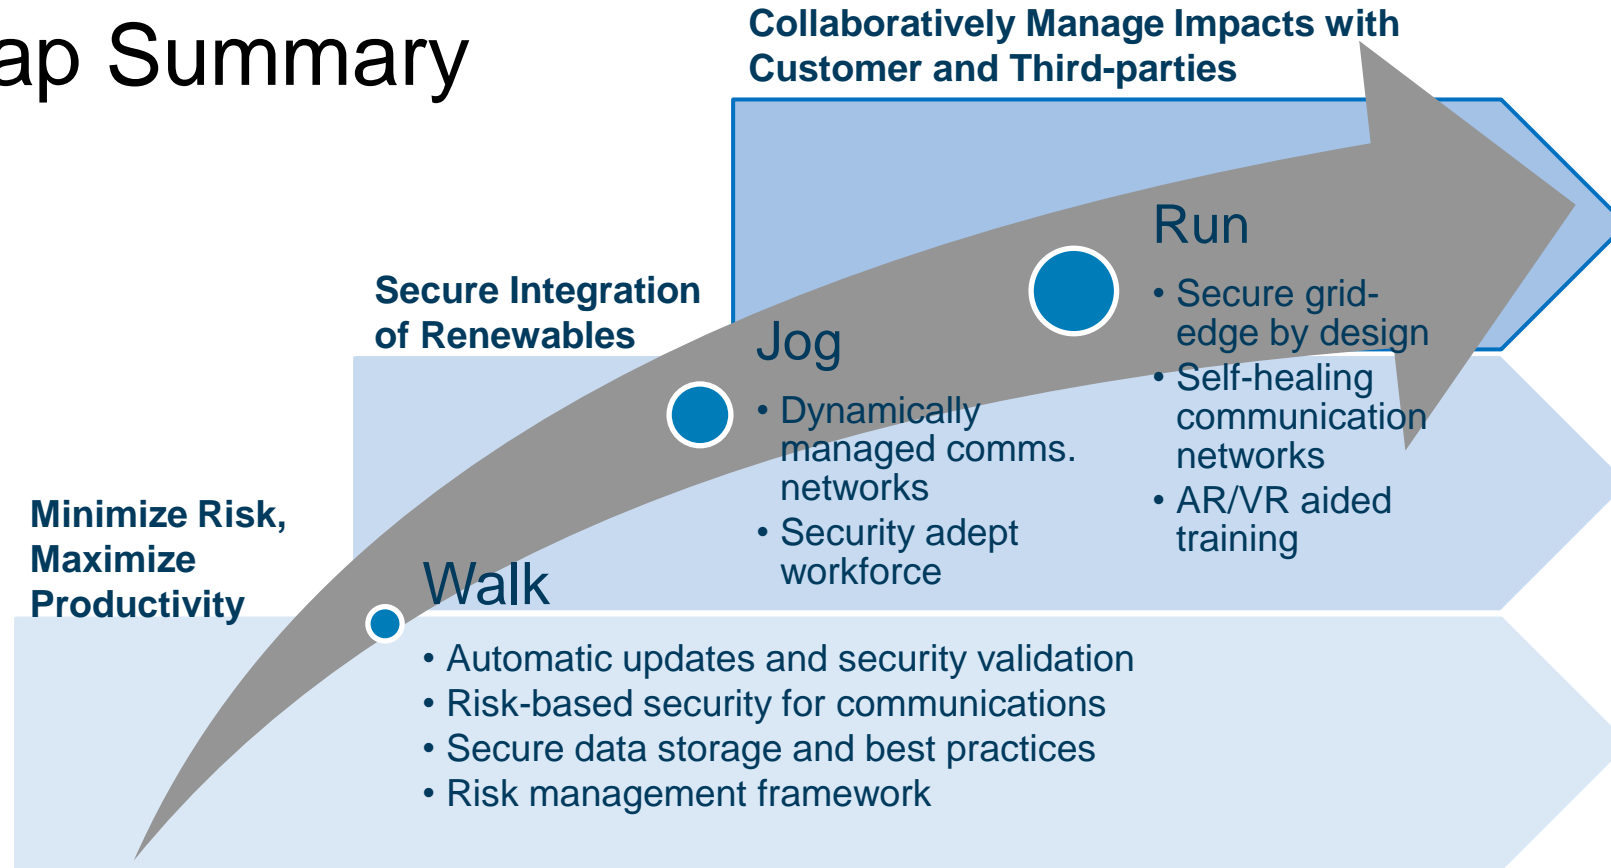 ap Summary
Collaboratively Manage Impacts with
Customer and Third-parties
Run
• Secure grid-
edge by design
• Self-healing
communication
networks
• AR/VR aided
training
Secure Integration
of Renewables
Jog
• Dynamically
managed comms.
networks
• Security adept
workforce
Minimize Risk,
Maximize
Productivity
Walk
• Automatic updates and security validation
• Risk-based security for communications
• Secure data storage and best practices
• Risk management framework